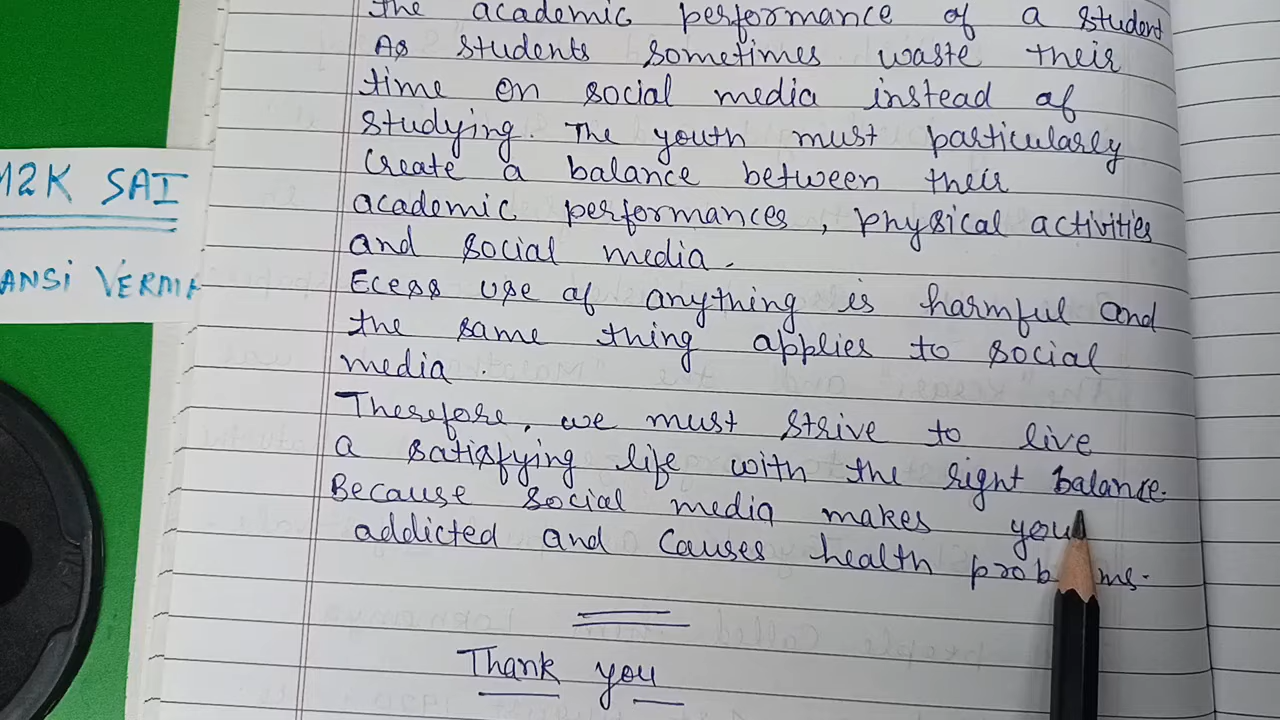 the academic performance of a student
As students sometimes waste their
time on social media instead of
studying. The youth must particularly
create a balance between their
academic performances, physical activities
and social media.
Ecess use of anything is harmful and
the same thing applies to social
media.
Therefore, we must strive to live
a satisfying life with the right balance.
Because social media makes you
addicted and causes health problems.
Thank you
12K SAI
ANSi VERMA